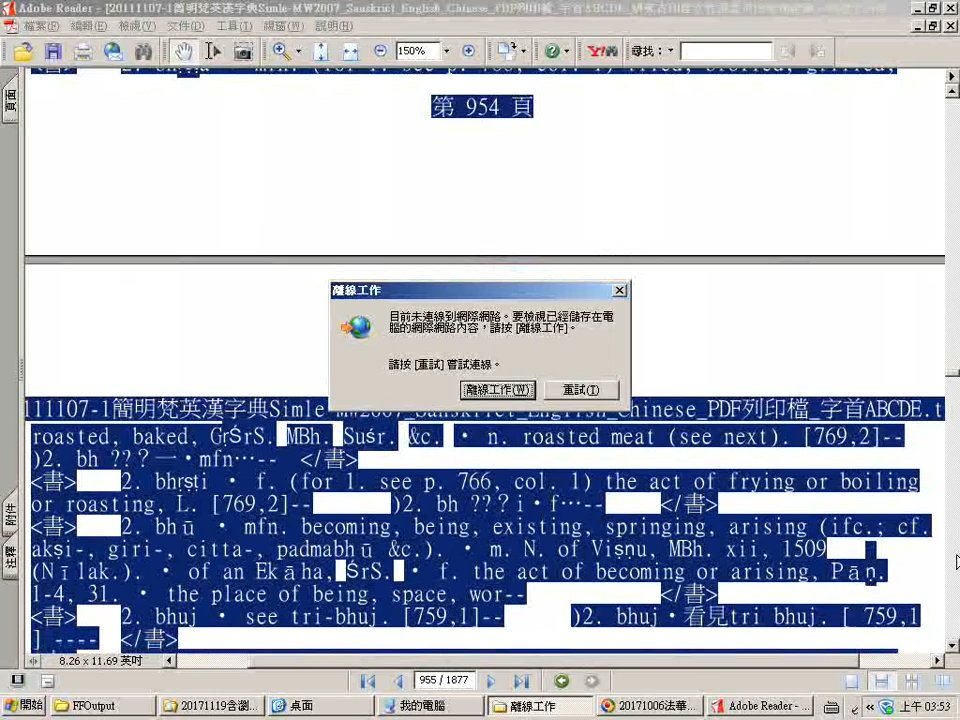 Adobe Reader - [20111107-1簡明梵英漢字典Simle-MW2007_Sanskrit_English_Chinese_PDF列印檔_字首ABCDE
檔案(F) 編輯(E) 檢視(V) 文件(D) 工具(T) 視窗(W) 說明(H)
150% Y! 尋找：
頁面
第 954 頁
離線工作
目前未連線到網際網路。要檢視已經儲存在電
腦的網際網路內容，請按 [離線工作]。
請按 [重試] 嘗試連線。
離線工作(W) 重試(T)
111107-1簡明梵英漢字典Simle-MW2007_Sanskrit_English_Chinese_PDF列印檔_字首ABCDE.t
roasted, baked, GṛŚrS. MBh. Suśr. &c. • n. roasted meat (see next). [769,2]--
)2. bh ??？一•mfn…-- </書>
<書> 2. bhṛṣṭi • f. (for 1. see p. 766, col. 1) the act of frying or boiling
or roasting, L. [769,2]-- )2. bh ??？i•f…-- </書>
<書> 2. bhū • mfn. becoming, being, existing, springing, arising (ifc.; cf.
akṣi-, giri-, citta-, padmabhū &c.) • m. N. of Viṣṇu, MBh. xii, 1509
(Nīlak.). • of an Ekāha, ŚrS. • f. the act of becoming or arising, Pāṇ.
1-4, 31. • the place of being, space, wor-- </書>
<書> 2. bhuj • see tri-bhuj. [759,1]-- )2. bhuj•看見tri bhuj. [ 759,1
] ---- </書>
附件
注釋
8.26 x 11.69 英吋
955 / 1877
開始 FFOutput 20171119含瀏... 桌面 我的電腦 離線工作 20171006法華... Adobe Reader - ... 上午 03:53